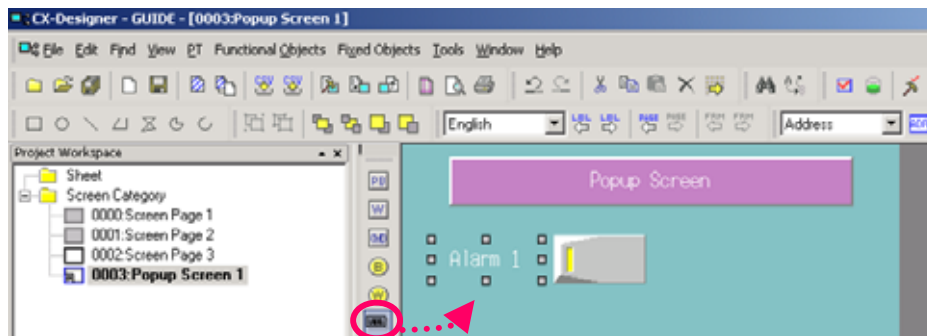 CX-Designer - GUIDE - [0003:Popup Screen 1]
File Edit Find View PT Functional Objects Fixed Objects Tools Window Help
English Address
Project Workspace
Sheet
Screen Category
0000:Screen Page 1
0001:Screen Page 2
0002:Screen Page 3
0003:Popup Screen 1
Popup Screen
Alarm 1